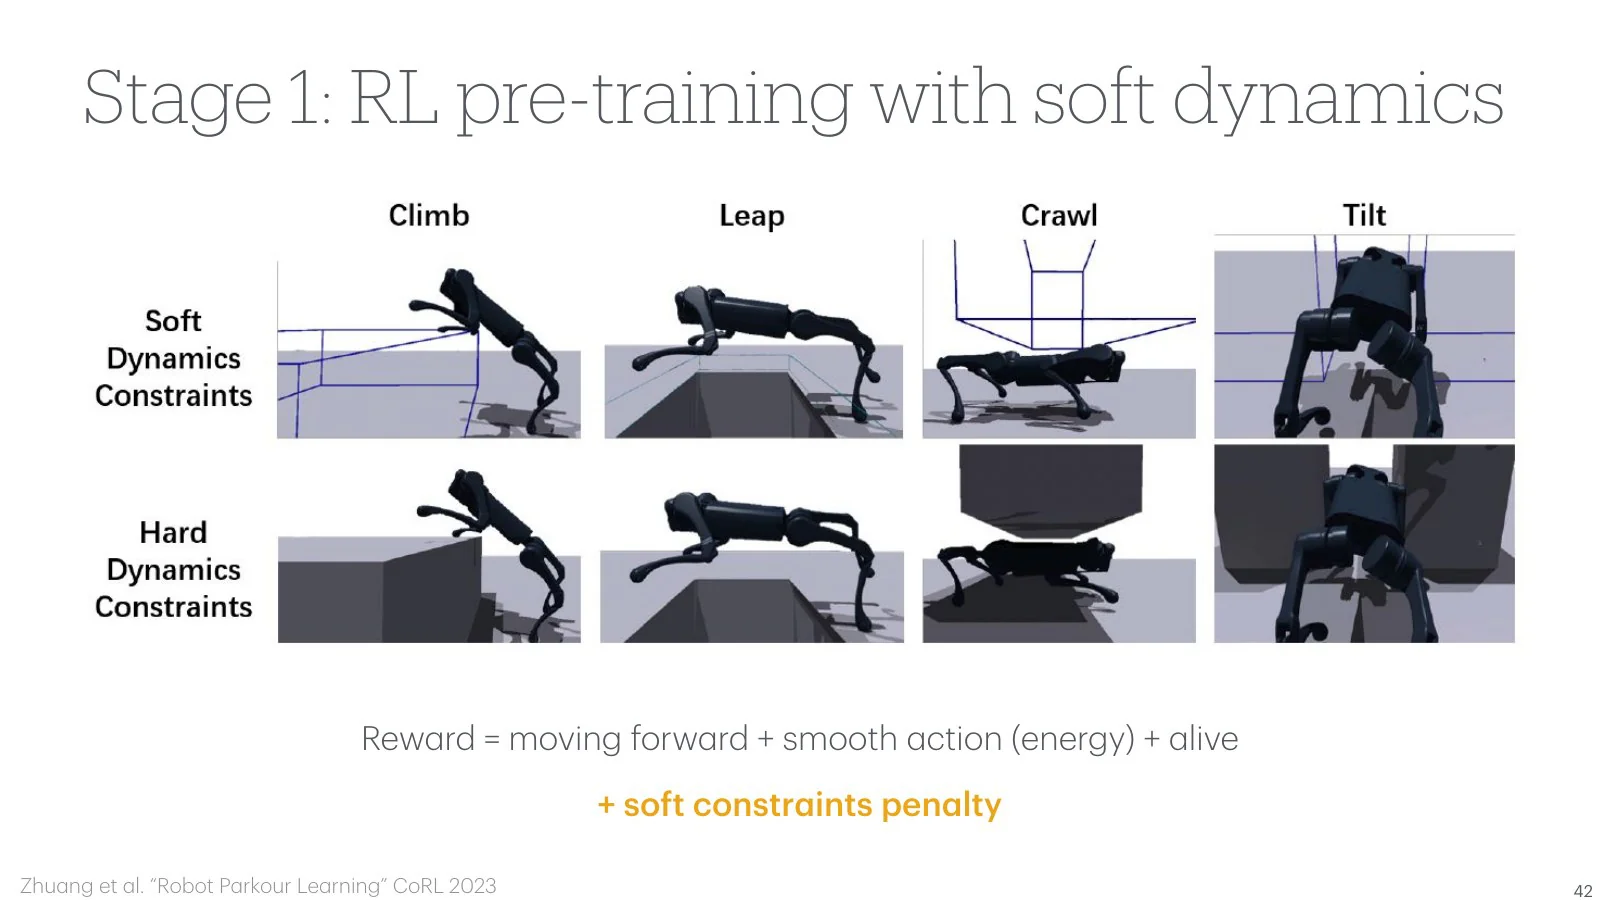 Stage 1: RL pre-training with soft dynamics
Climb
Leap
Crawl
Tilt
Soft
Dynamics
Constraints
Hard
Dynamics
Constraints
Reward = moving forward + smooth action (energy) + alive
+ soft constraints penalty
Zhuang et al. “Robot Parkour Learning” CoRL 2023
42